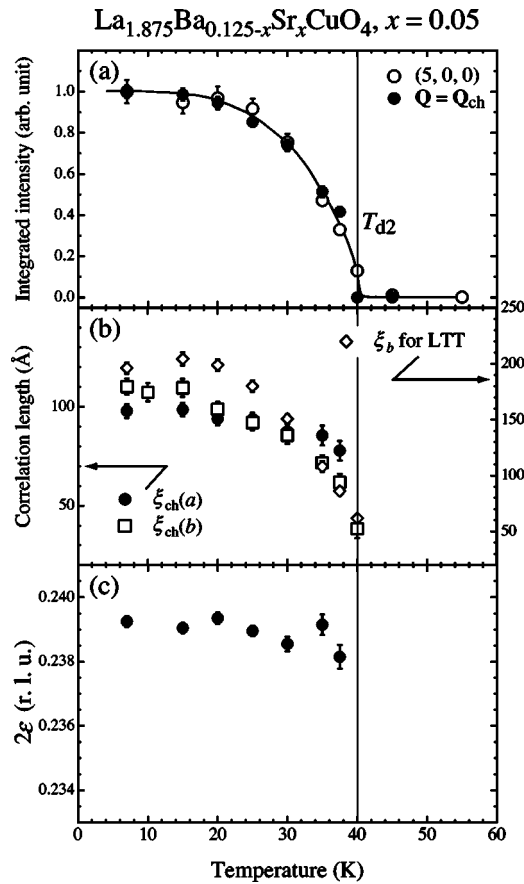 La1.875Ba0.125-xSrxCuO4, x = 0.05
(a)
(5, 0, 0)
Q = Qch
Td2
Integrated intensity (arb. unit)
1.0
0.8
0.6
0.4
0.2
0.0
(b)
ξb for LTT
Correlation length (Å)
100
50
250
200
150
100
50
ξch(a)
ξch(b)
(c)
2ε (r. l. u.)
0.240
0.238
0.236
0.234
0 10 20 30 40 50 60
Temperature (K)